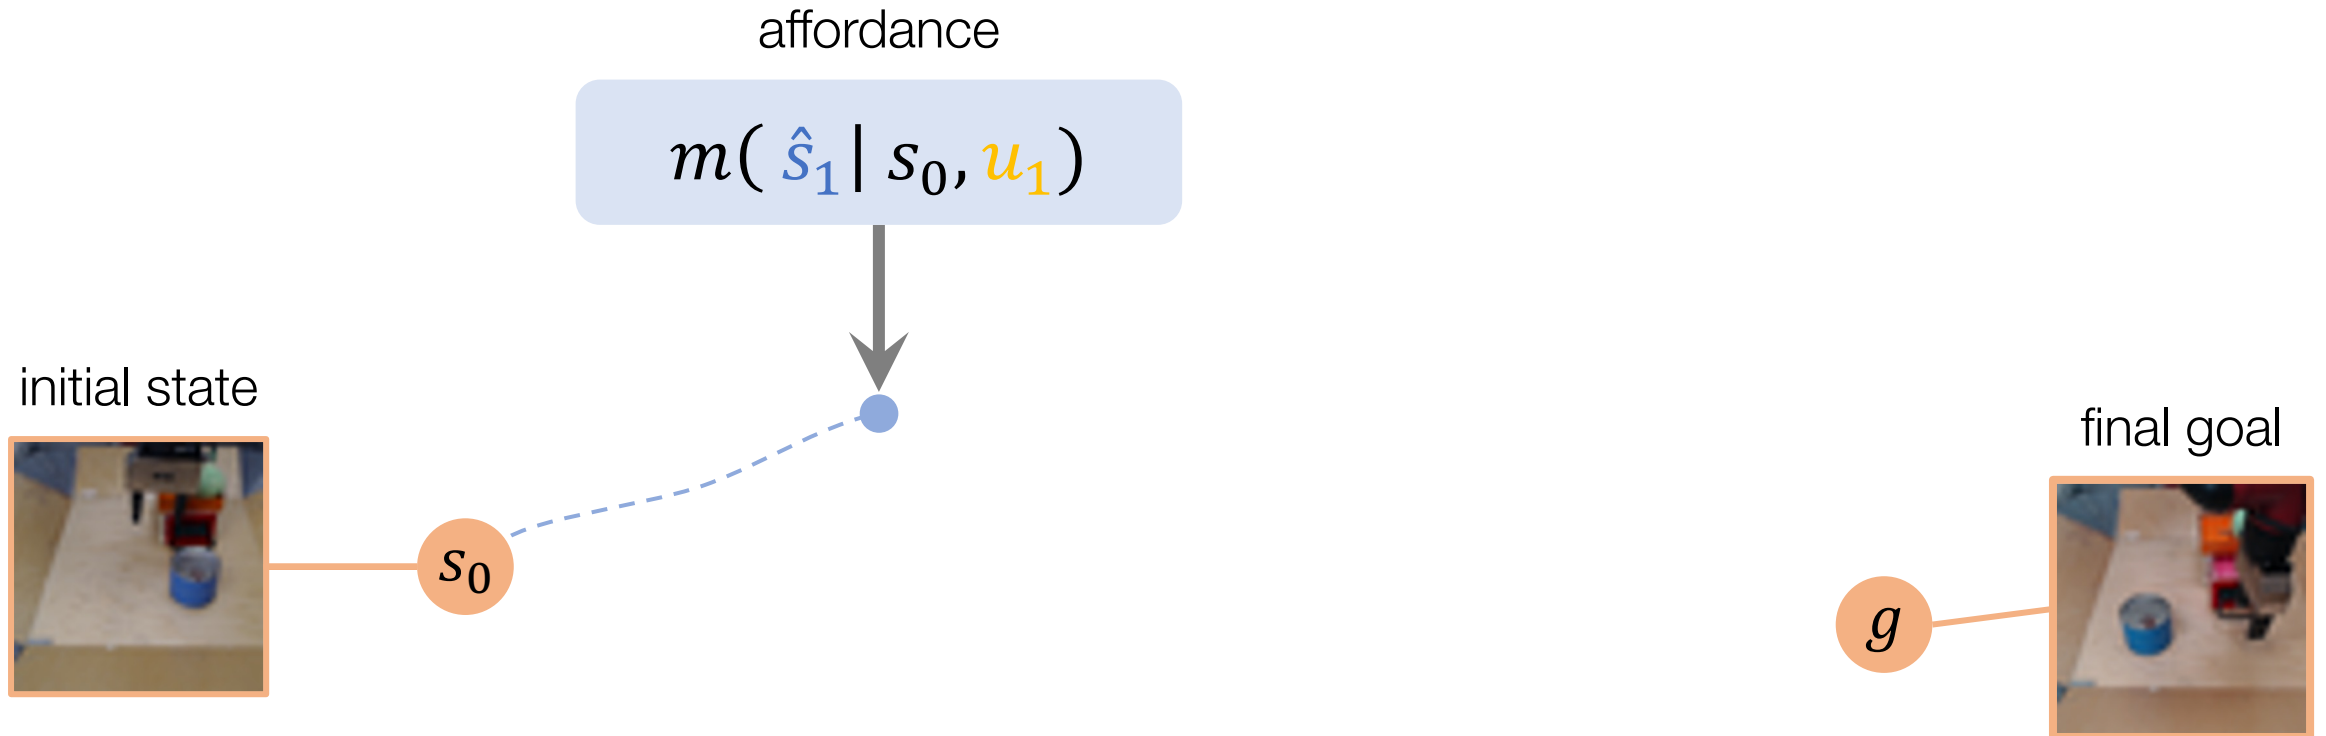 affordance
m( ŝ₁ | s₀, u₁)
initial state
final goal
s₀
g